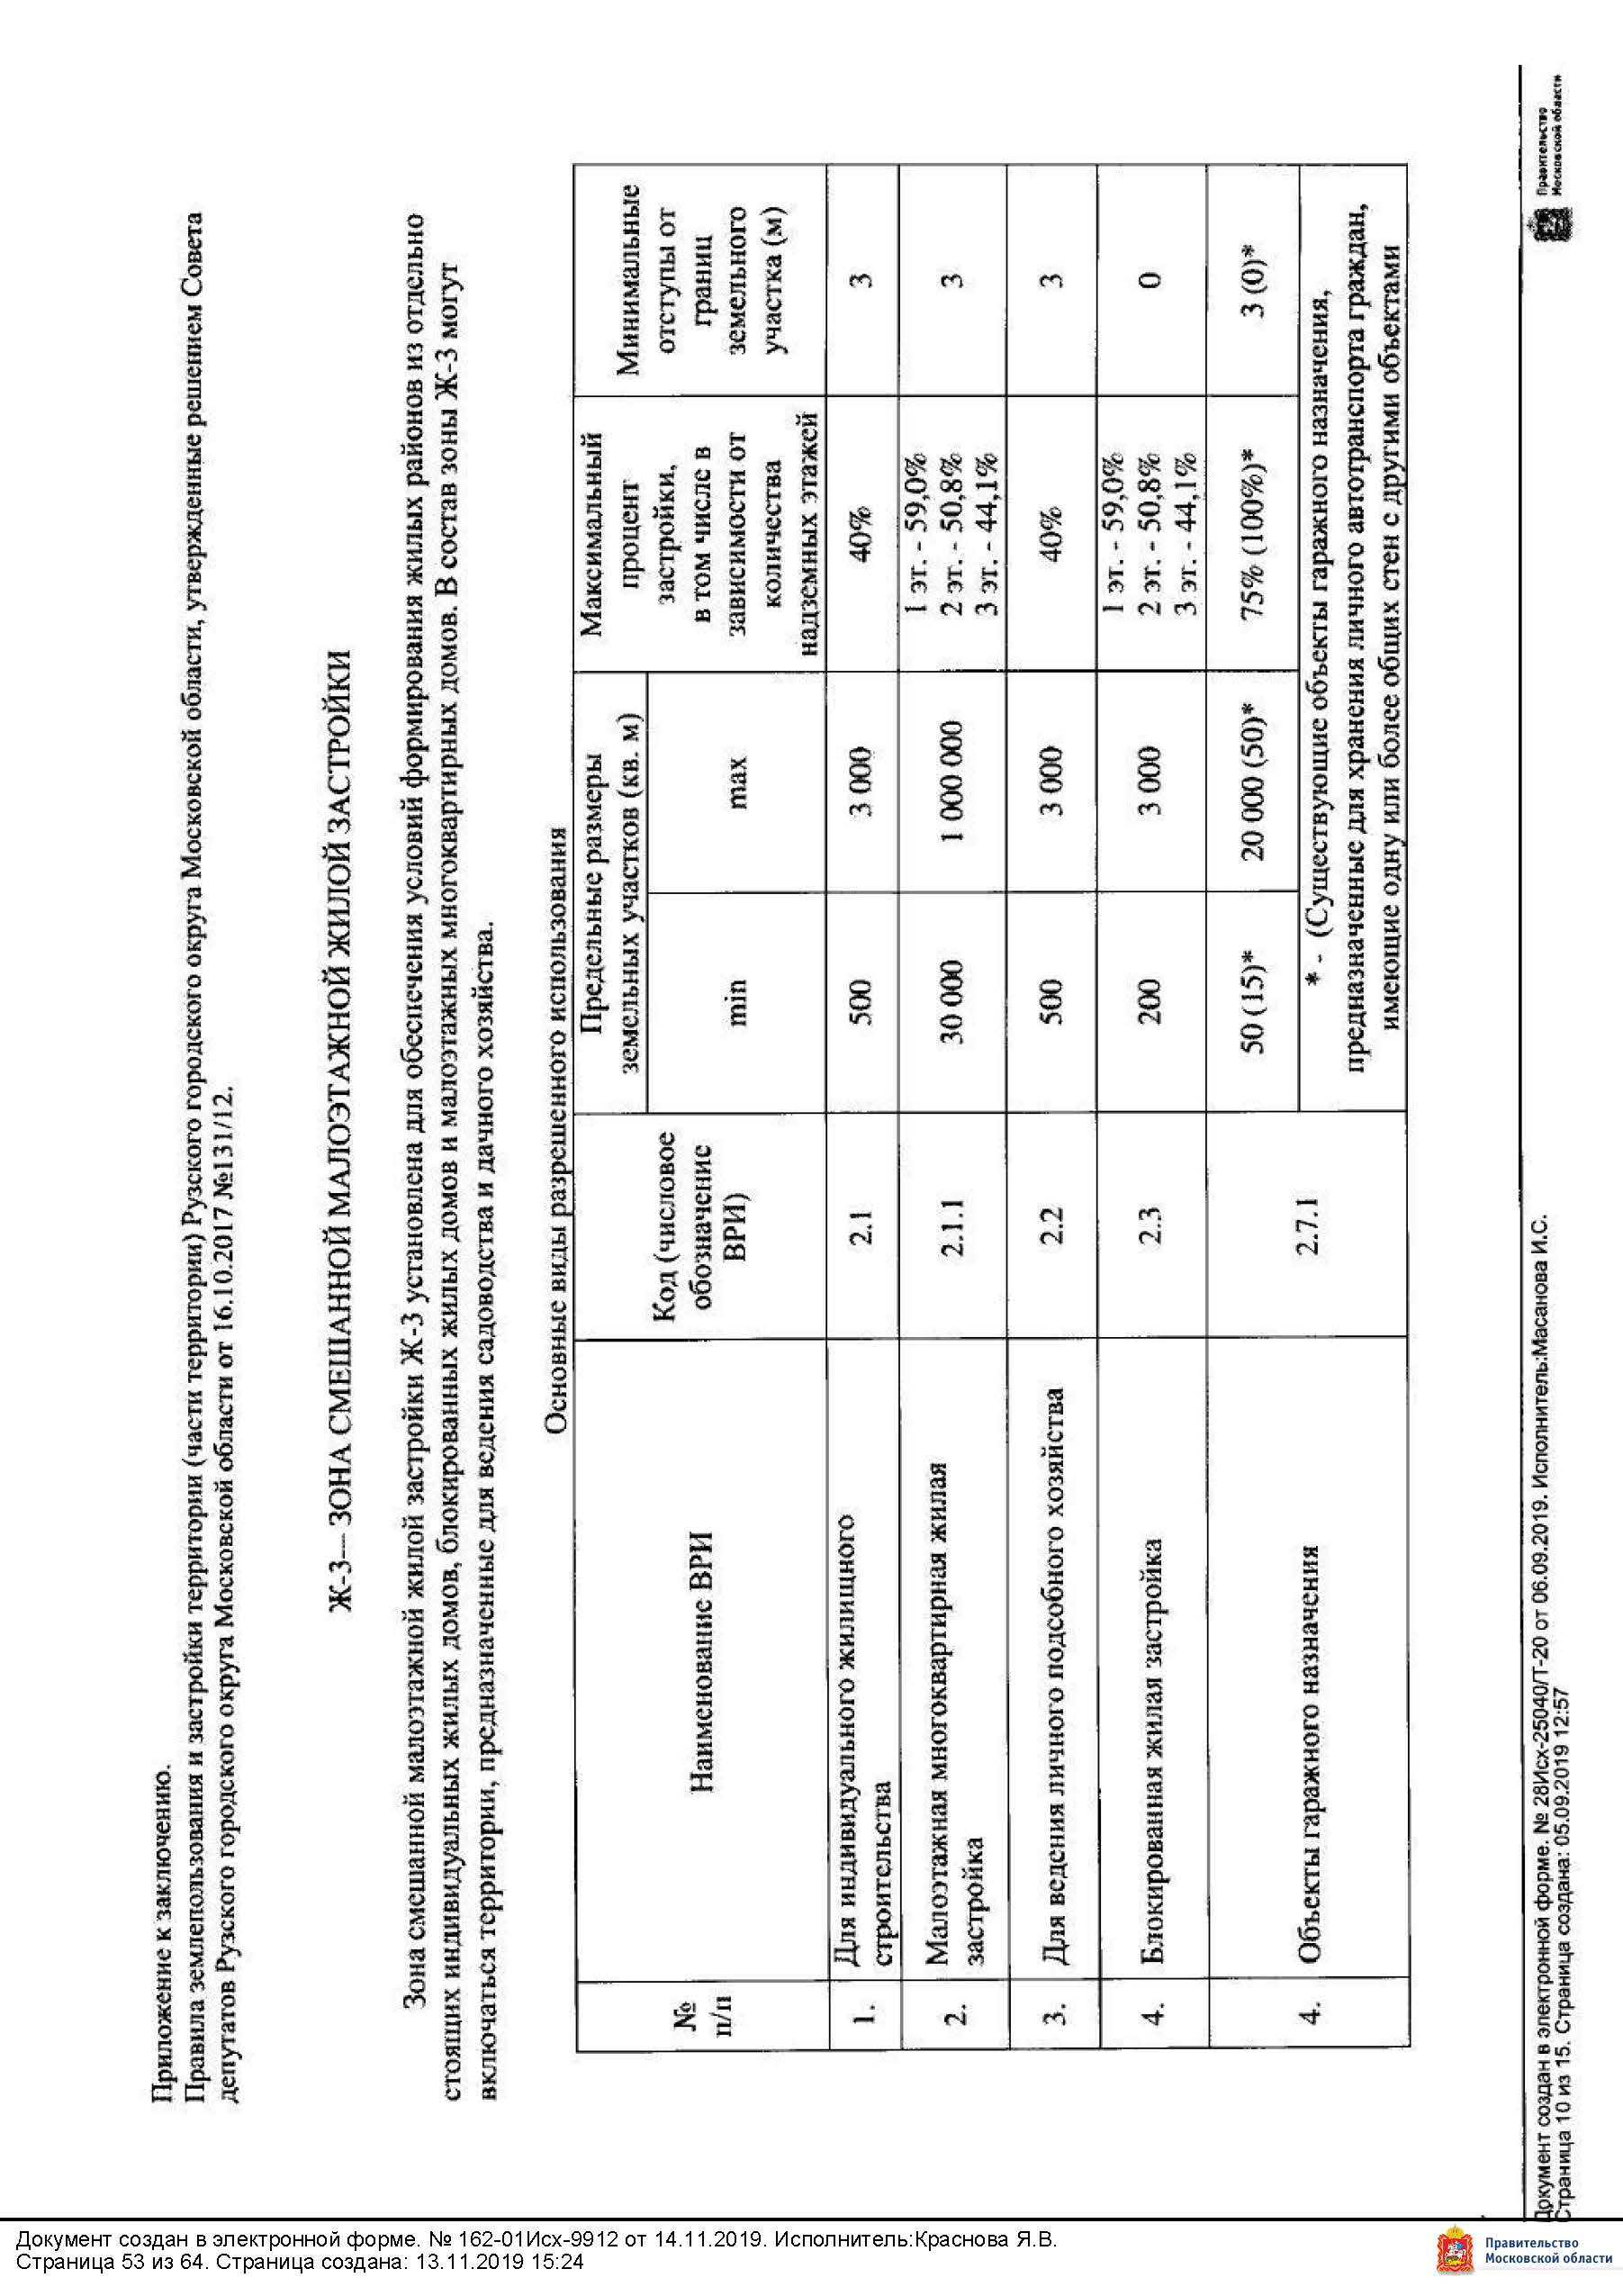 Приложение к заключению.
Правила землепользования и застройки территории (части территории) Рузского городского округа Московской области, утвержденные решением Совета
депутатов Рузского городского округа Московской области от 16.10.2017 №131/12.
Ж-3— ЗОНА СМЕШАННОЙ МАЛОЭТАЖНОЙ ЖИЛОЙ ЗАСТРОЙКИ
Зона смешанной малоэтажной жилой застройки Ж-3 установлена для обеспечения условий формирования жилых районов из отдельно
стоящих индивидуальных жилых домов, блокированных жилых домов и малоэтажных многоквартирных домов. В состав зоны Ж-3 могут
включаться территории, предназначенные для ведения садоводства и дачного хозяйства.
Основные виды разрешенного использования
№
п/п
Наименование ВРИ
Код (числовое
обозначение
ВРИ)
Предельные размеры
земельных участков (кв. м)
min
max
Максимальный
процент
застройки,
в том числе в
зависимости от
количества
надземных этажей
Минимальные
отступы от
границ
земельного
участка (м)
1.
Для индивидуального жилищного
строительства
2.1
500
3 000
40%
3
2.
Малоэтажная многоквартирная жилая
застройка
2.1.1
30 000
1 000 000
1 эт. - 59,0%
2 эт. - 50,8%
3 эт. - 44,1%
3
3.
Для ведения личного подсобного хозяйства
2.2
500
3 000
40%
3
4.
Блокированная жилая застройка
2.3
200
3 000
1 эт. - 59,0%
2 эт. - 50,8%
3 эт. - 44,1%
0
4.
Объекты гаражного назначения
2.7.1
50 (15)*
20 000 (50)*
75% (100%)*
3 (0)*
* - (Существующие объекты гаражного назначения,
предназначенные для хранения личного автотранспорта граждан,
имеющие одну или более общих стен с другими объектами
Документ создан в электронной форме. № 28Исх-25040/Т-20 от 06.09.2019. Исполнитель:Масанова И.С.
Страница 10 из 15. Страница создана: 05.09.2019 12:57
Правительство
Московской области
Документ создан в электронной форме. № 162-01Исх-9912 от 14.11.2019. Исполнитель:Краснова Я.В.
Страница 53 из 64. Страница создана: 13.11.2019 15:24
Правительство
Московской области